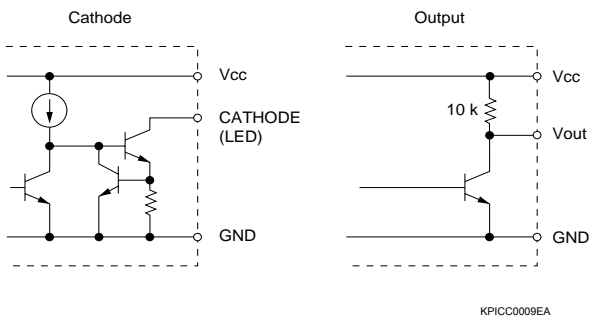 Cathode
Vcc
CATHODE
(LED)
GND
Output
Vcc
10 k
Vout
GND
KPICC0009EA